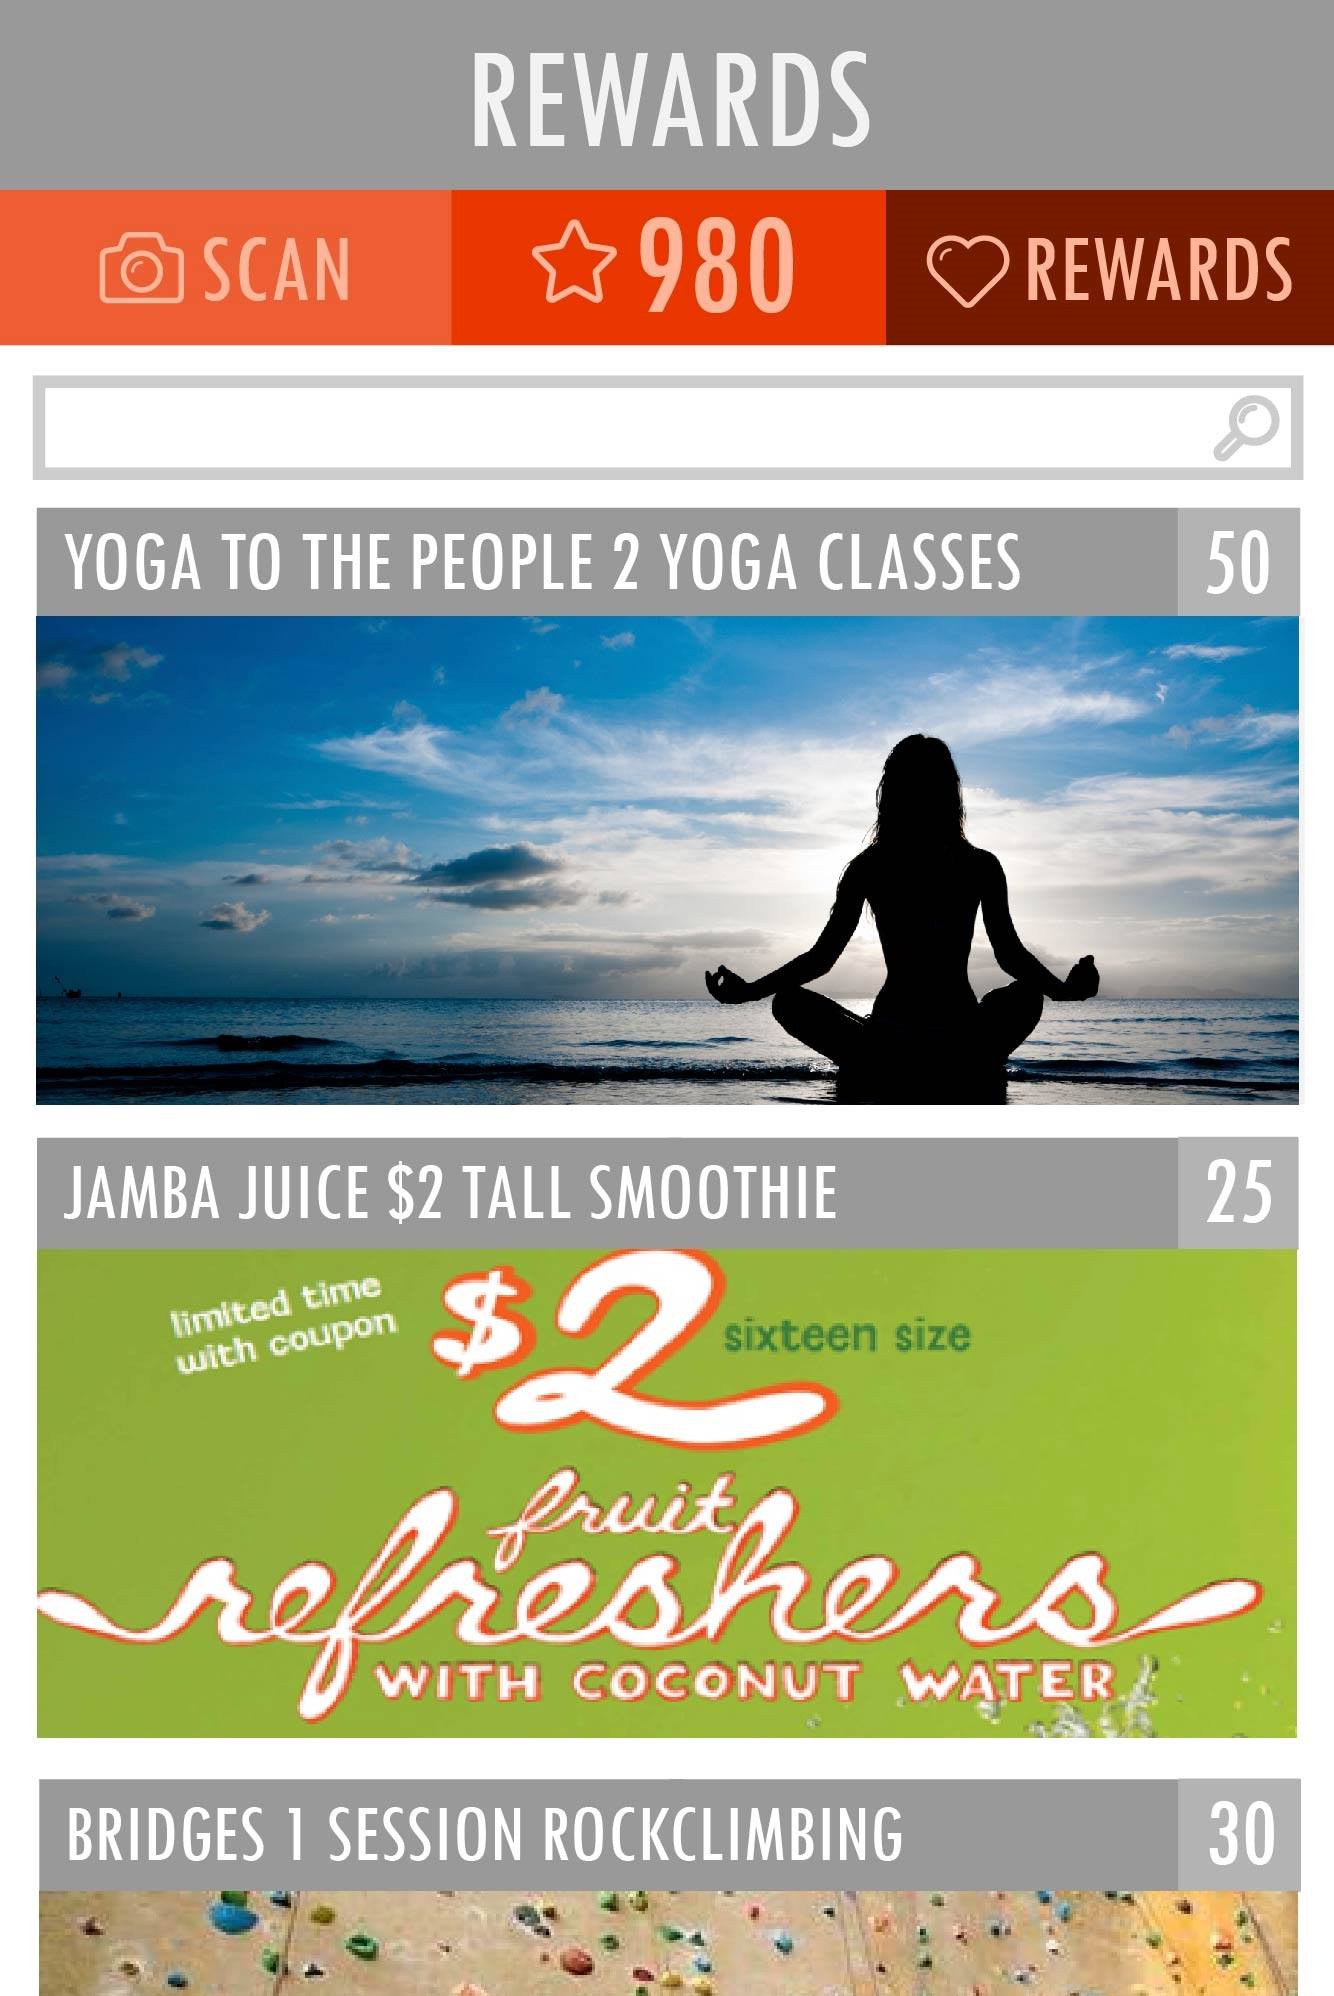 REWARDS
SCAN
980
REWARDS
YOGA TO THE PEOPLE 2 YOGA CLASSES 50
JAMBA JUICE $2 TALL SMOOTHIE 25
limited time
with coupon
$2 sixteen size
fruit
refreshers
WITH COCONUT WATER
BRIDGES 1 SESSION ROCKCLIMBING 30